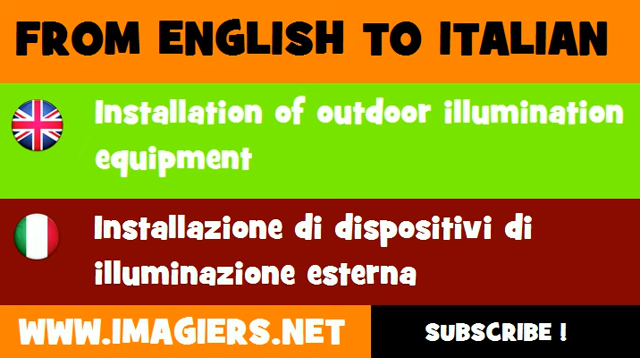 FROM ENGLISH TO ITALIAN
Installation of outdoor illumination
equipment
Installazione di dispositivi di
illuminazione esterna
WWW.IMAGIERS.NET
SUBSCRIBE !